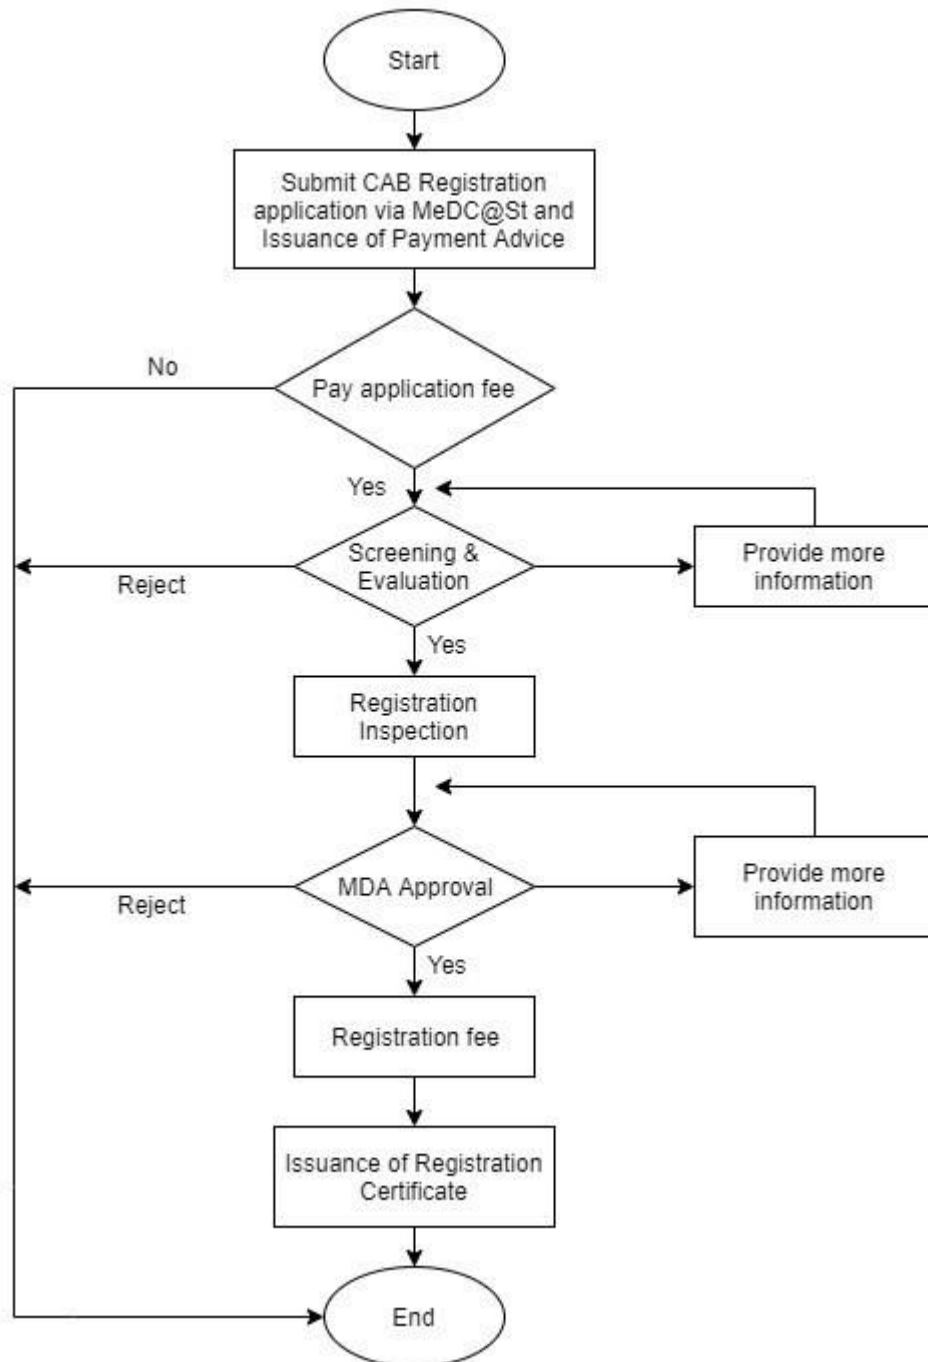 Start
Submit CAB Registration
application via MeDC@St and
Issuance of Payment Advice
No
Pay application fee
Yes
Screening &
Evaluation
Provide more
information
Reject
Yes
Registration
Inspection
MDA Approval
Provide more
information
Reject
Yes
Registration fee
Issuance of Registration
Certificate
End